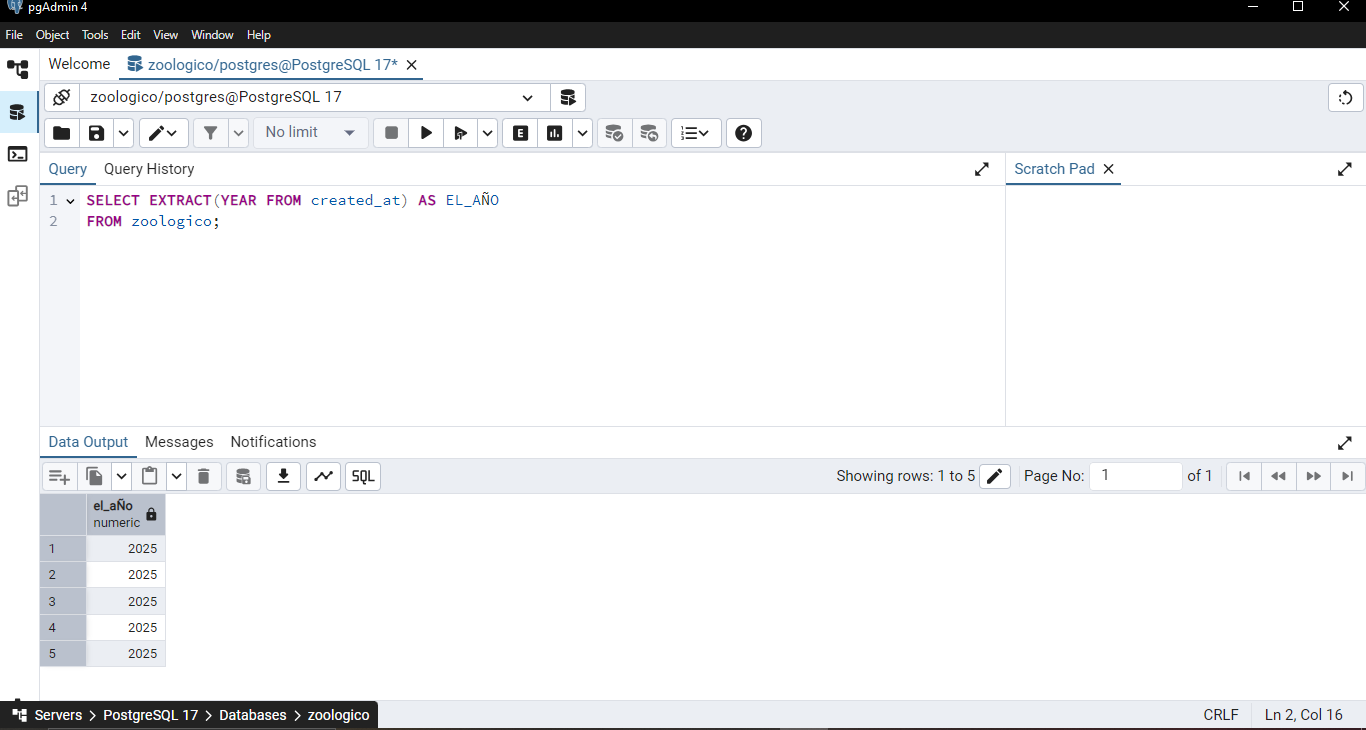 pgAdmin 4
File Object Tools Edit View Window Help
Welcome zoologico/postgres@PostgreSQL 17*
zoologico/postgres@PostgreSQL 17
No limit
E
Query Query History Scratch Pad
1 SELECT EXTRACT(YEAR FROM created_at) AS EL_AÑO
2 FROM zoologico;
Data Output Messages Notifications
SQL Showing rows: 1 to 5 Page No: 1 of 1
el_aÑo
numeric
1 2025
2 2025
3 2025
4 2025
5 2025
Servers > PostgreSQL 17 > Databases > zoologico CRLF Ln 2, Col 16